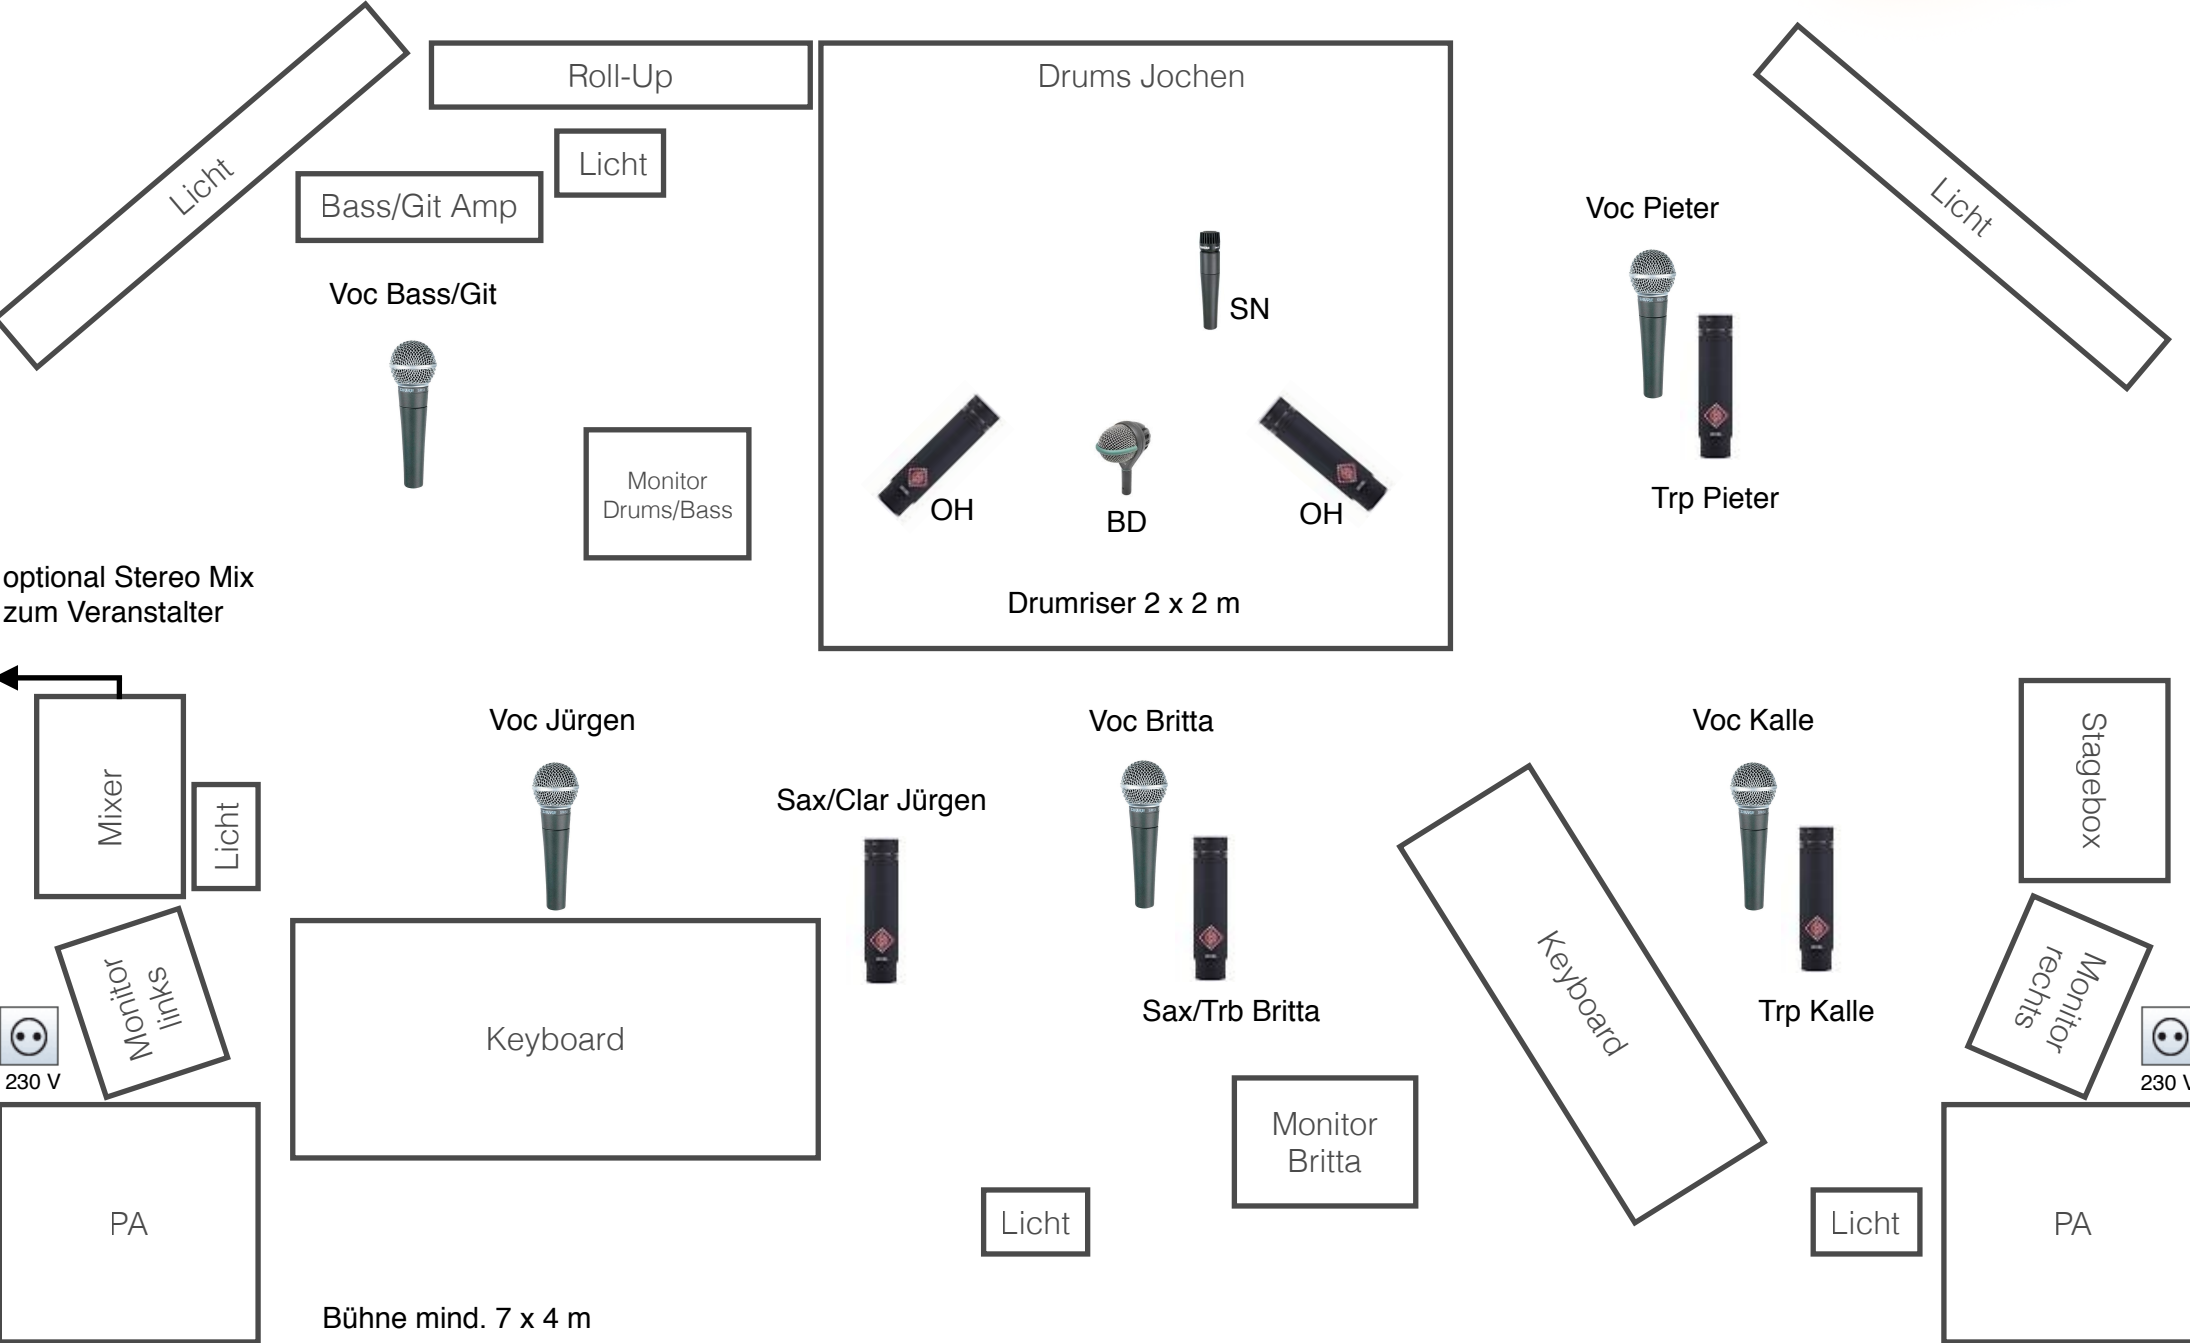 Roll-Up
Drums Jochen
Licht
Licht
Bass/Git Amp
Voc Pieter
Licht
Voc Bass/Git
SN
Monitor
Drums/Bass
OH
BD
OH
Trp Pieter
optional Stereo Mix
zum Veranstalter
Drumriser 2 x 2 m
Mixer
Licht
Voc Jürgen
Sax/Clar Jürgen
Voc Britta
Voc Kalle
Stagebox
Monitor
links
Keyboard
Sax/Trb Britta
Keyboard
Trp Kalle
Monitor
rechts
230 V
230 V
Monitor
Britta
PA
Licht
Licht
PA
Bühne mind. 7 x 4 m